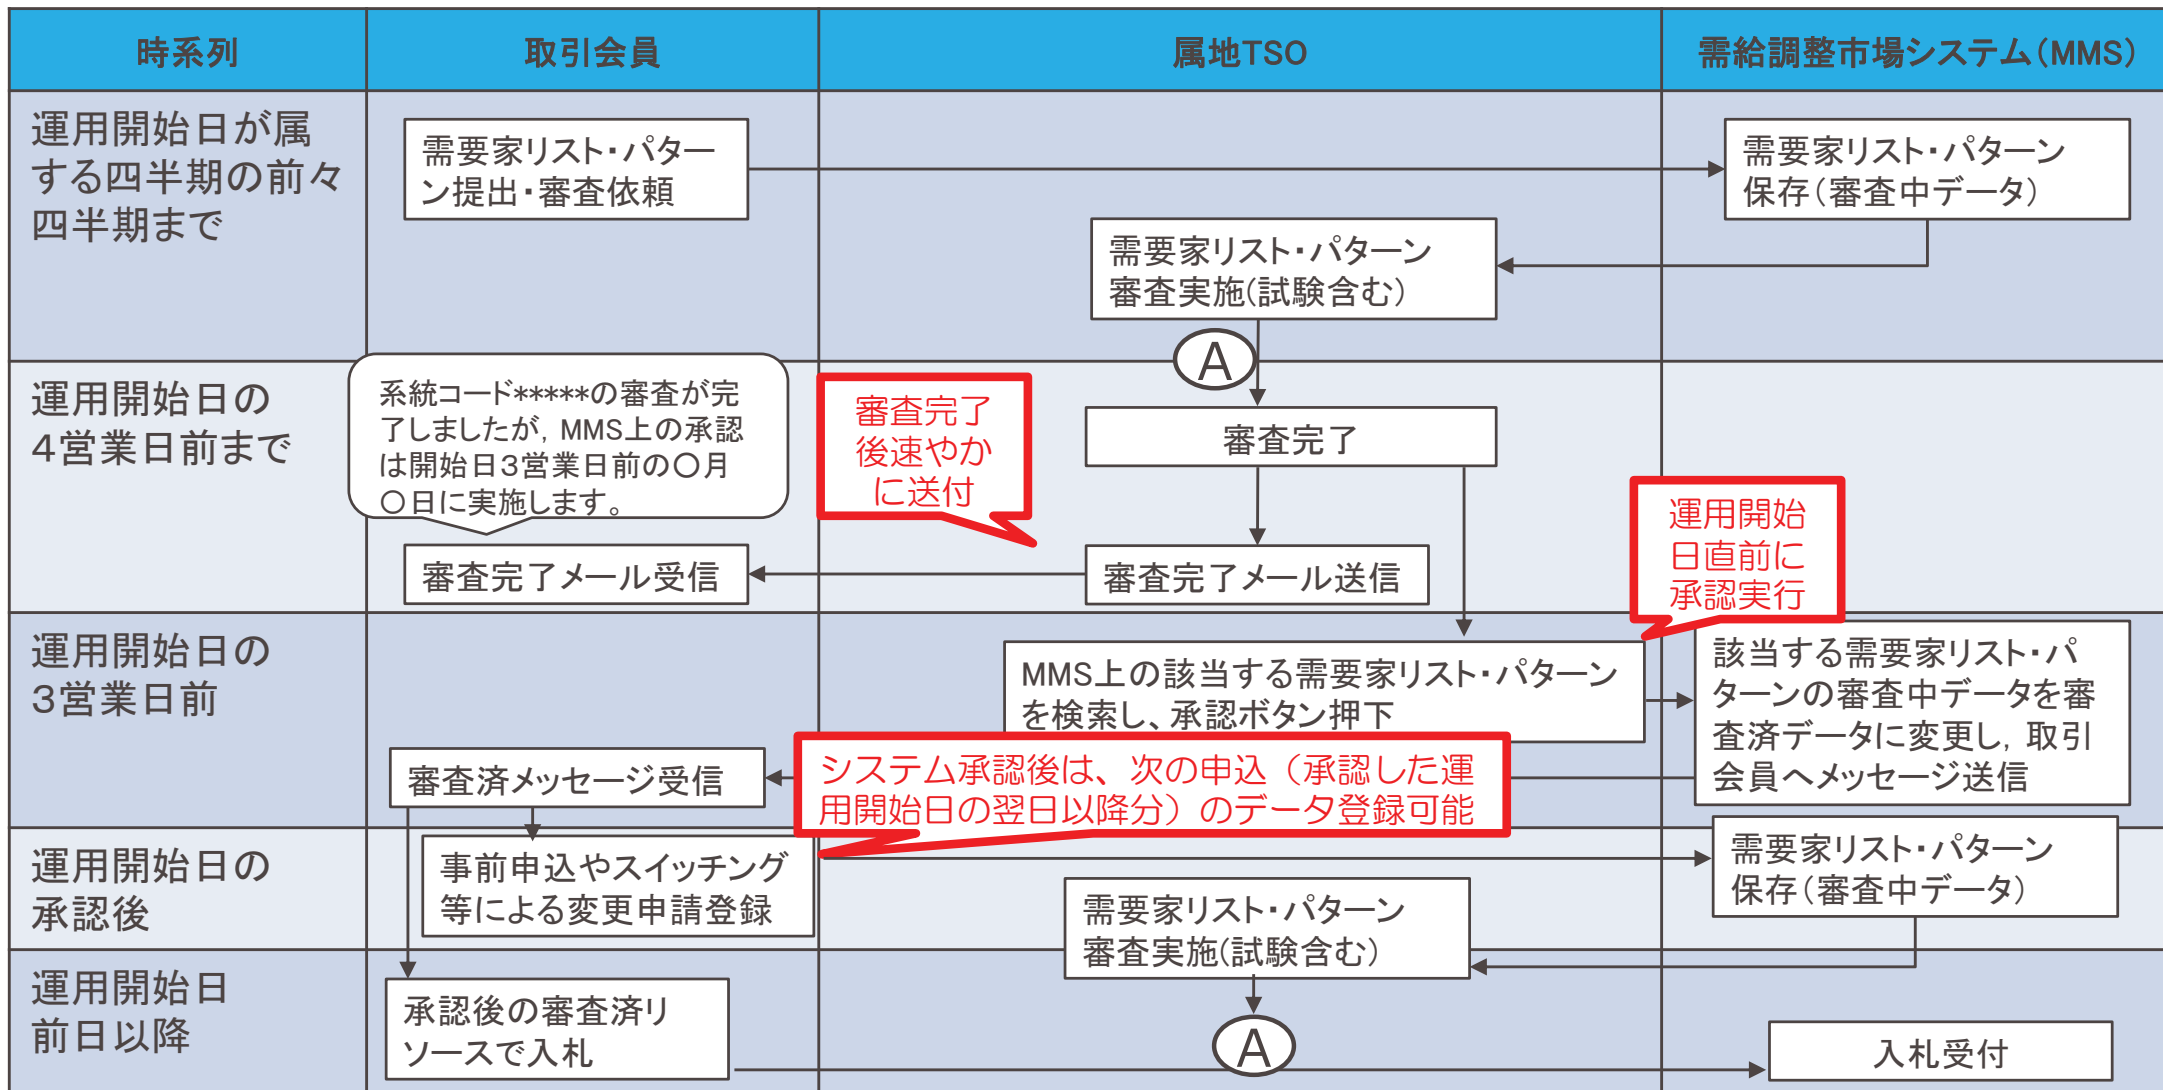 時系列
取引会員
属地TSO
需給調整市場システム(MMS)
運用開始日が属
する四半期の前々
四半期まで
需要家リスト・パター
ン提出・審査依頼
需要家リスト・パターン
保存(審査中データ)
需要家リスト・パターン
審査実施(試験含む)
A
運用開始日の
4営業日前まで
系統コード*****の審査が完
了しましたが，MMS上の承認
は開始日3営業日前の〇月
〇日に実施します。
審査完了
後速やか
に送付
審査完了
運用開始
日直前に
承認実行
審査完了メール受信
審査完了メール送信
運用開始日の
3営業日前
MMS上の該当する需要家リスト・パターン
を検索し、承認ボタン押下
該当する需要家リスト・パ
ターンの審査中データを審
査済データに変更し，取引
会員へメッセージ送信
審査済メッセージ受信
システム承認後は、次の申込（承認した運
用開始日の翌日以降分）のデータ登録可能
運用開始日の
承認後
事前申込やスイッチング
等による変更申請登録
需要家リスト・パターン
保存(審査中データ)
需要家リスト・パターン
審査実施(試験含む)
運用開始日
前日以降
承認後の審査済リ
ソースで入札
A
入札受付